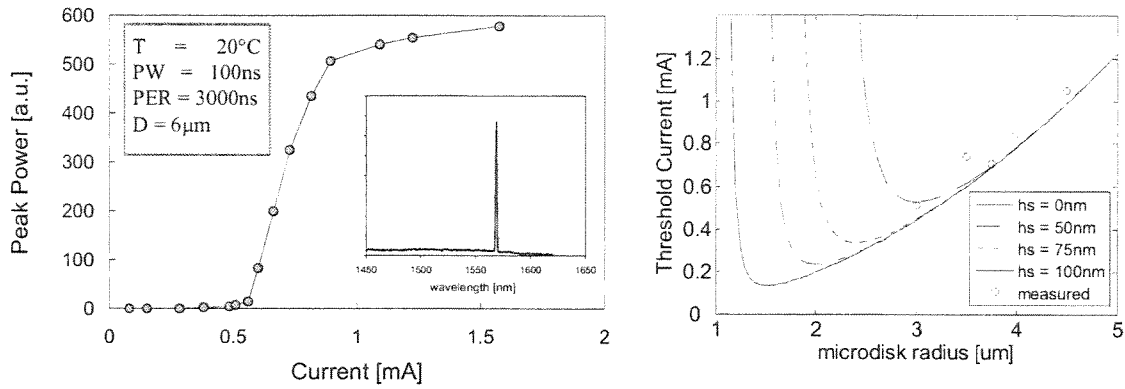 600
500
400
300
200
100
0
Peak Power [a.u.]
T = 20°C
PW = 100ns
PER = 3000ns
D = 6µm
1450 1500 1550 1600 1650
wavelength [nm]
0 0.5 1 1.5 2
Current [mA]
1.2
1
0.8
0.6
0.4
0.2
0
Threshold Current [mA]
hs = 0nm
hs = 50nm
hs = 75nm
hs = 100nm
measured
1 2 3 4 5
microdisk radius [um]